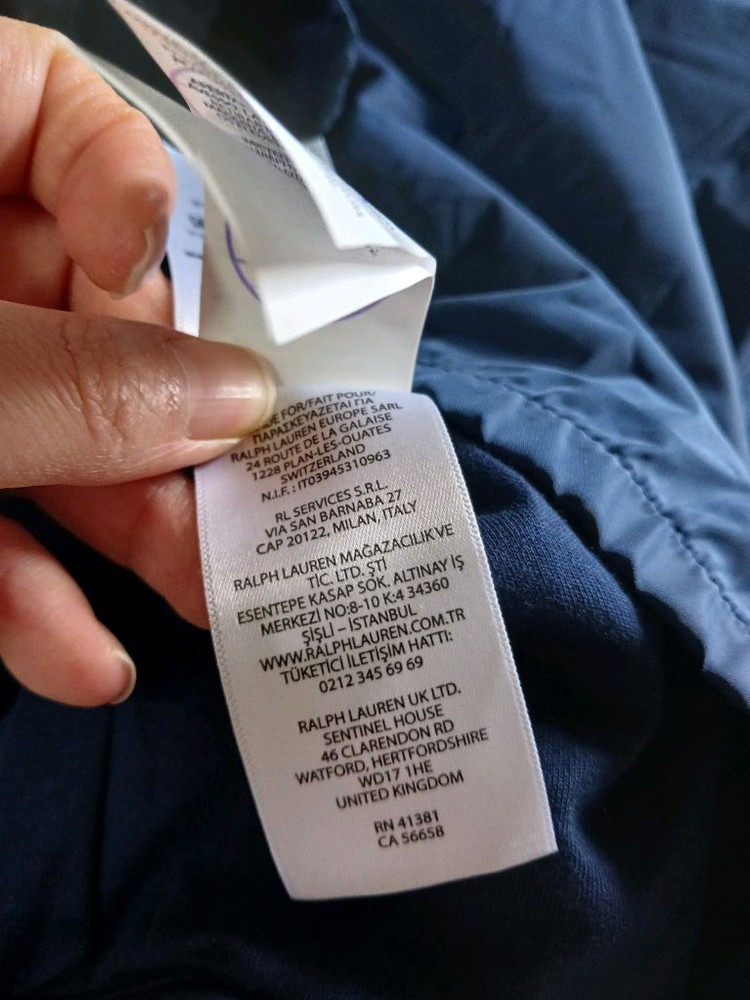 FOR/FAIT POUR/
ΠΑΡΑΣΚΕΥΑΖΕΤΑΙ ΓΙΑ
RALPH LAUREN EUROPE SARL
24 ROUTE DE LA GALAISE
1228 PLAN-LES-OUATES
SWITZERLAND
N.I.F.: IT03945310963
RL SERVICES S.R.L.
VIA SAN BARNABA 27
CAP 20122, MILAN, ITALY
RALPH LAUREN MAĞAZACILIK VE
TİC. LTD. ŞTİ
ESENTEPE KASAP SOK. ALTINAY İŞ
MERKEZİ NO:8-10 K:4 34360
ŞİŞLİ – İSTANBUL
WWW.RALPHLAUREN.COM.TR
TÜKETİCİ İLETİŞİM HATTI:
0212 345 69 69
RALPH LAUREN UK LTD.
SENTINEL HOUSE
46 CLARENDON RD
WATFORD, HERTFORDSHIRE
WD17 1HE
UNITED KINGDOM
RN 41381
CA 56658